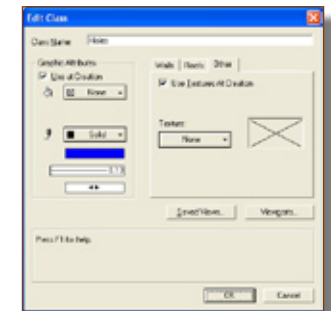 Edit Class
Class Name:
Graphic Attributes
Use at Creation
None
Solid
Walls Roofs Other
Use Textures At Creation
Texture:
None
Saved Views...
Viewports...
Press F1 for help.
OK
Cancel